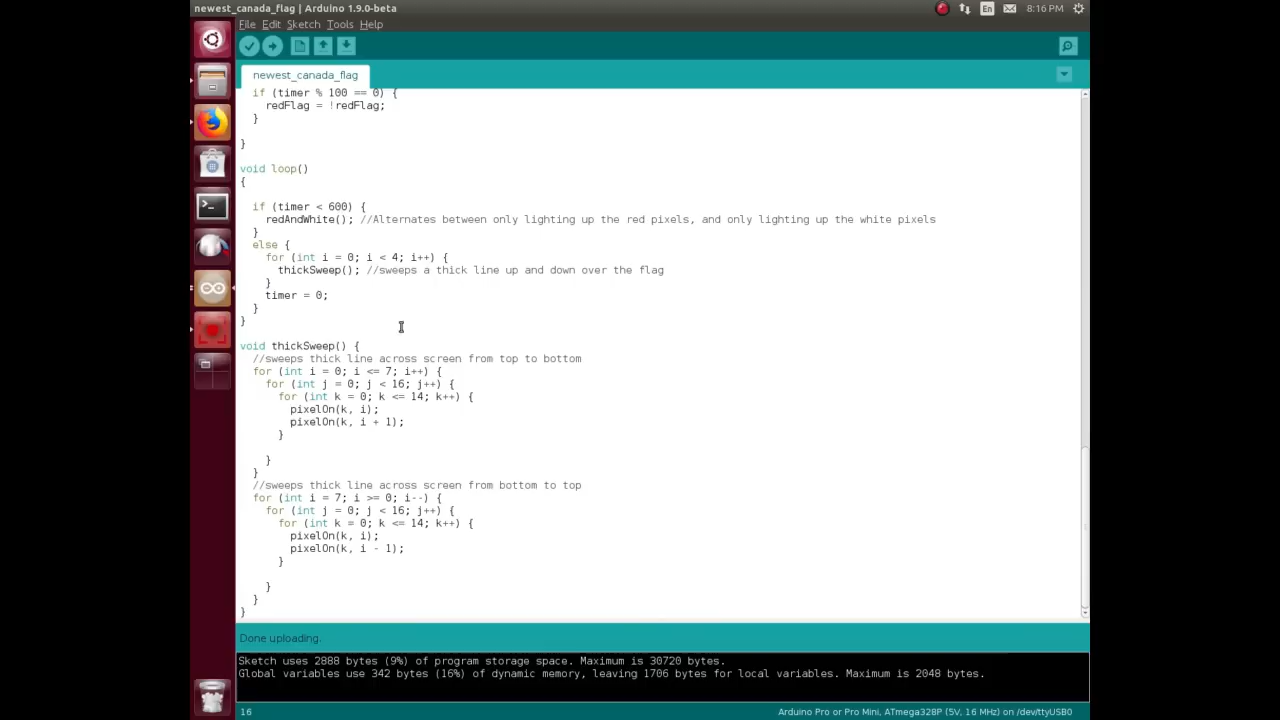 newest_canada_flag | Arduino 1.9.0-beta
En
8:16 PM
File Edit Sketch Tools Help
newest_canada_flag
if (timer % 100 == 0) {
redFlag = !redFlag;
}
}
void loop()
{
if (timer < 600) {
redAndWhite(); //Alternates between only lighting up the red pixels, and only lighting up the white pixels
}
else {
for (int i = 0; i < 4; i++) {
thickSweep(); //sweeps a thick line up and down over the flag
}
timer = 0;
}
}
void thickSweep() {
//sweeps thick line across screen from top to bottom
for (int i = 0; i <= 7; i++) {
for (int j = 0; j < 16; j++) {
for (int k = 0; k <= 14; k++) {
pixelOn(k, i);
pixelOn(k, i + 1);
}
}
}
//sweeps thick line across screen from bottom to top
for (int i = 7; i >= 0; i--) {
for (int j = 0; j < 16; j++) {
for (int k = 0; k <= 14; k++) {
pixelOn(k, i);
pixelOn(k, i - 1);
}
}
}
}
Done uploading.
Sketch uses 2888 bytes (9%) of program storage space. Maximum is 30720 bytes.
Global variables use 342 bytes (16%) of dynamic memory, leaving 1706 bytes for local variables. Maximum is 2048 bytes.
16
Arduino Pro or Pro Mini, ATmega328P (5V, 16 MHz) on /dev/ttyUSB0